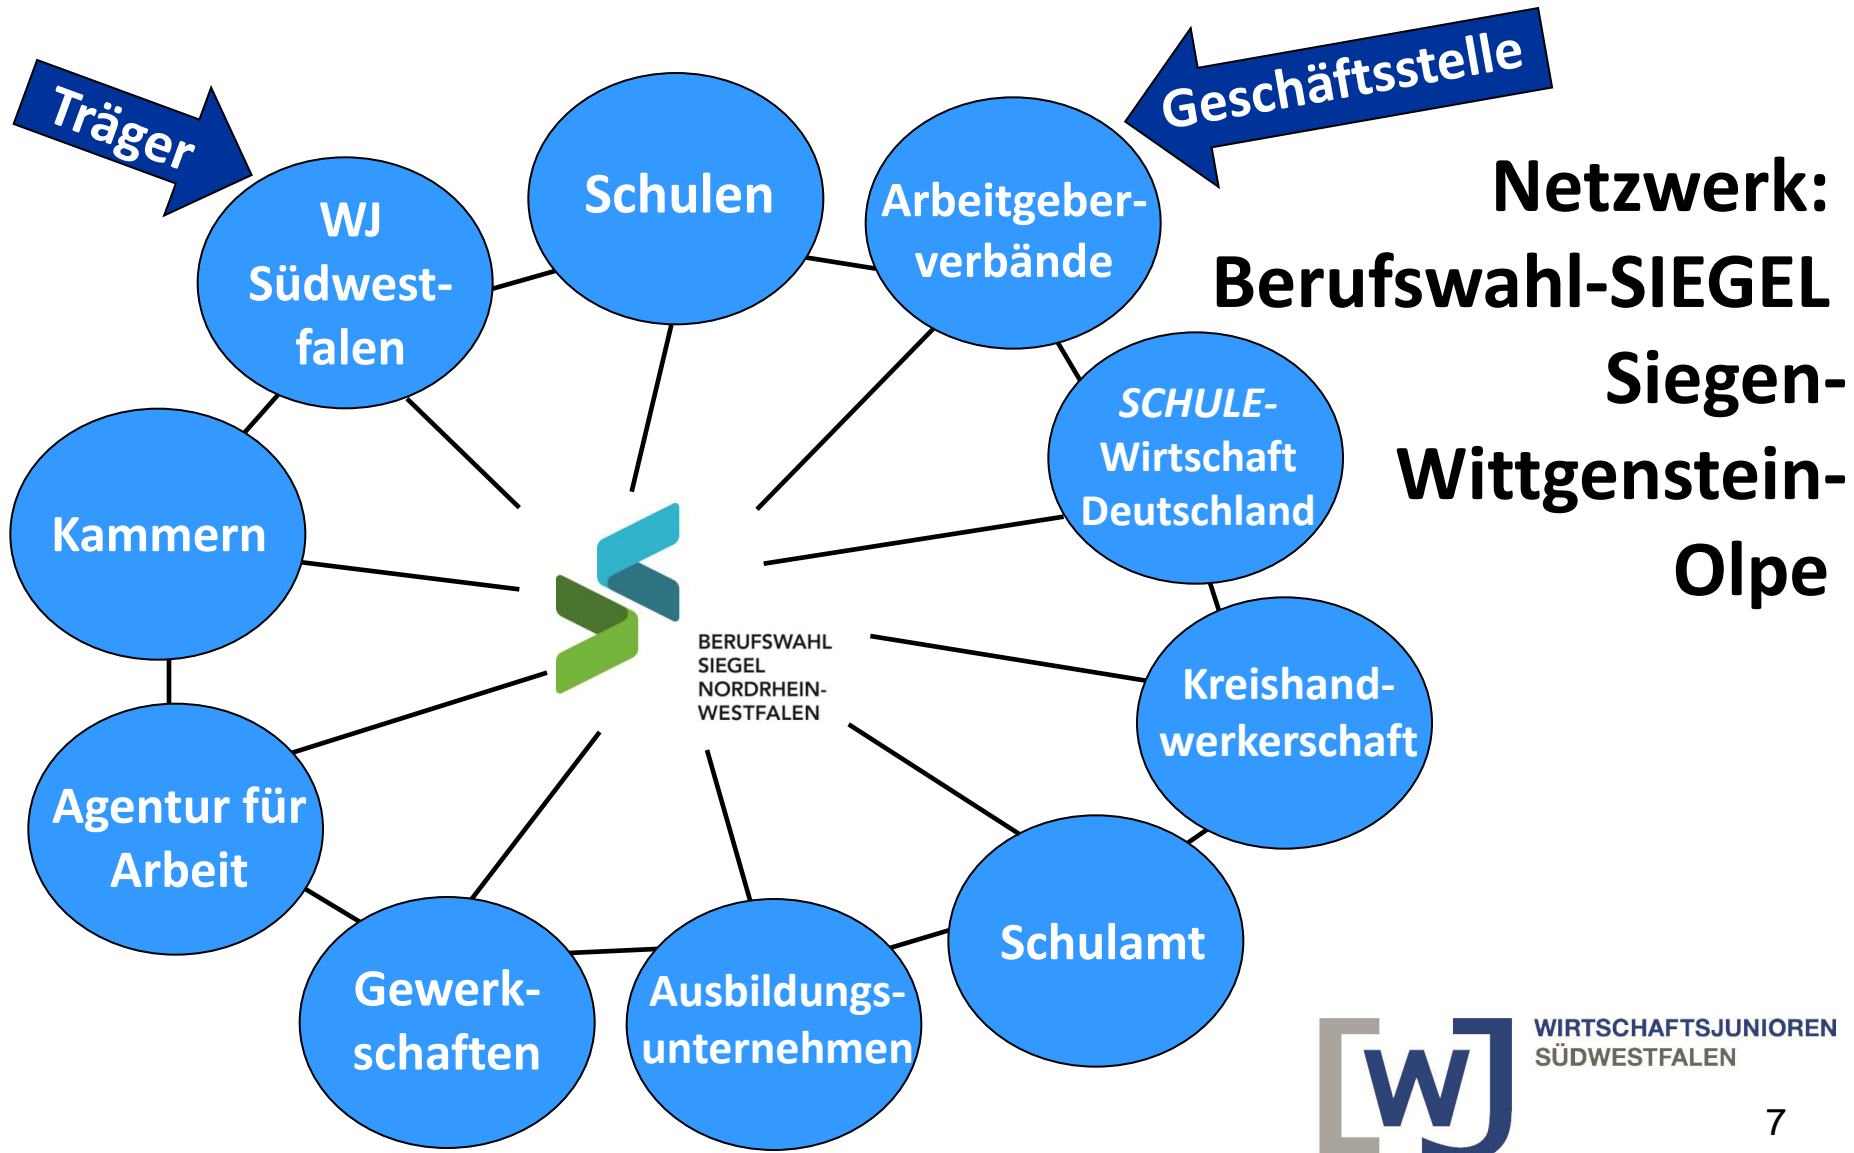 Träger
Geschäftsstelle
Netzwerk:
Berufswahl-SIEGEL
Siegen-
Wittgenstein-
Olpe
WJ
Südwest-
falen
Schulen
Arbeitgeber-
verbände
SCHULE-
Wirtschaft
Deutschland
Kammern
Kreishand-
werkerschaft
BERUFSWAHL
SIEGEL
NORDRHEIN-
WESTFALEN
Agentur für
Arbeit
Schulamt
Gewerk-
schaften
Ausbildungs-
unternehmen
WJ
WIRTSCHAFTSJUNIOREN
SÜDWESTFALEN
7